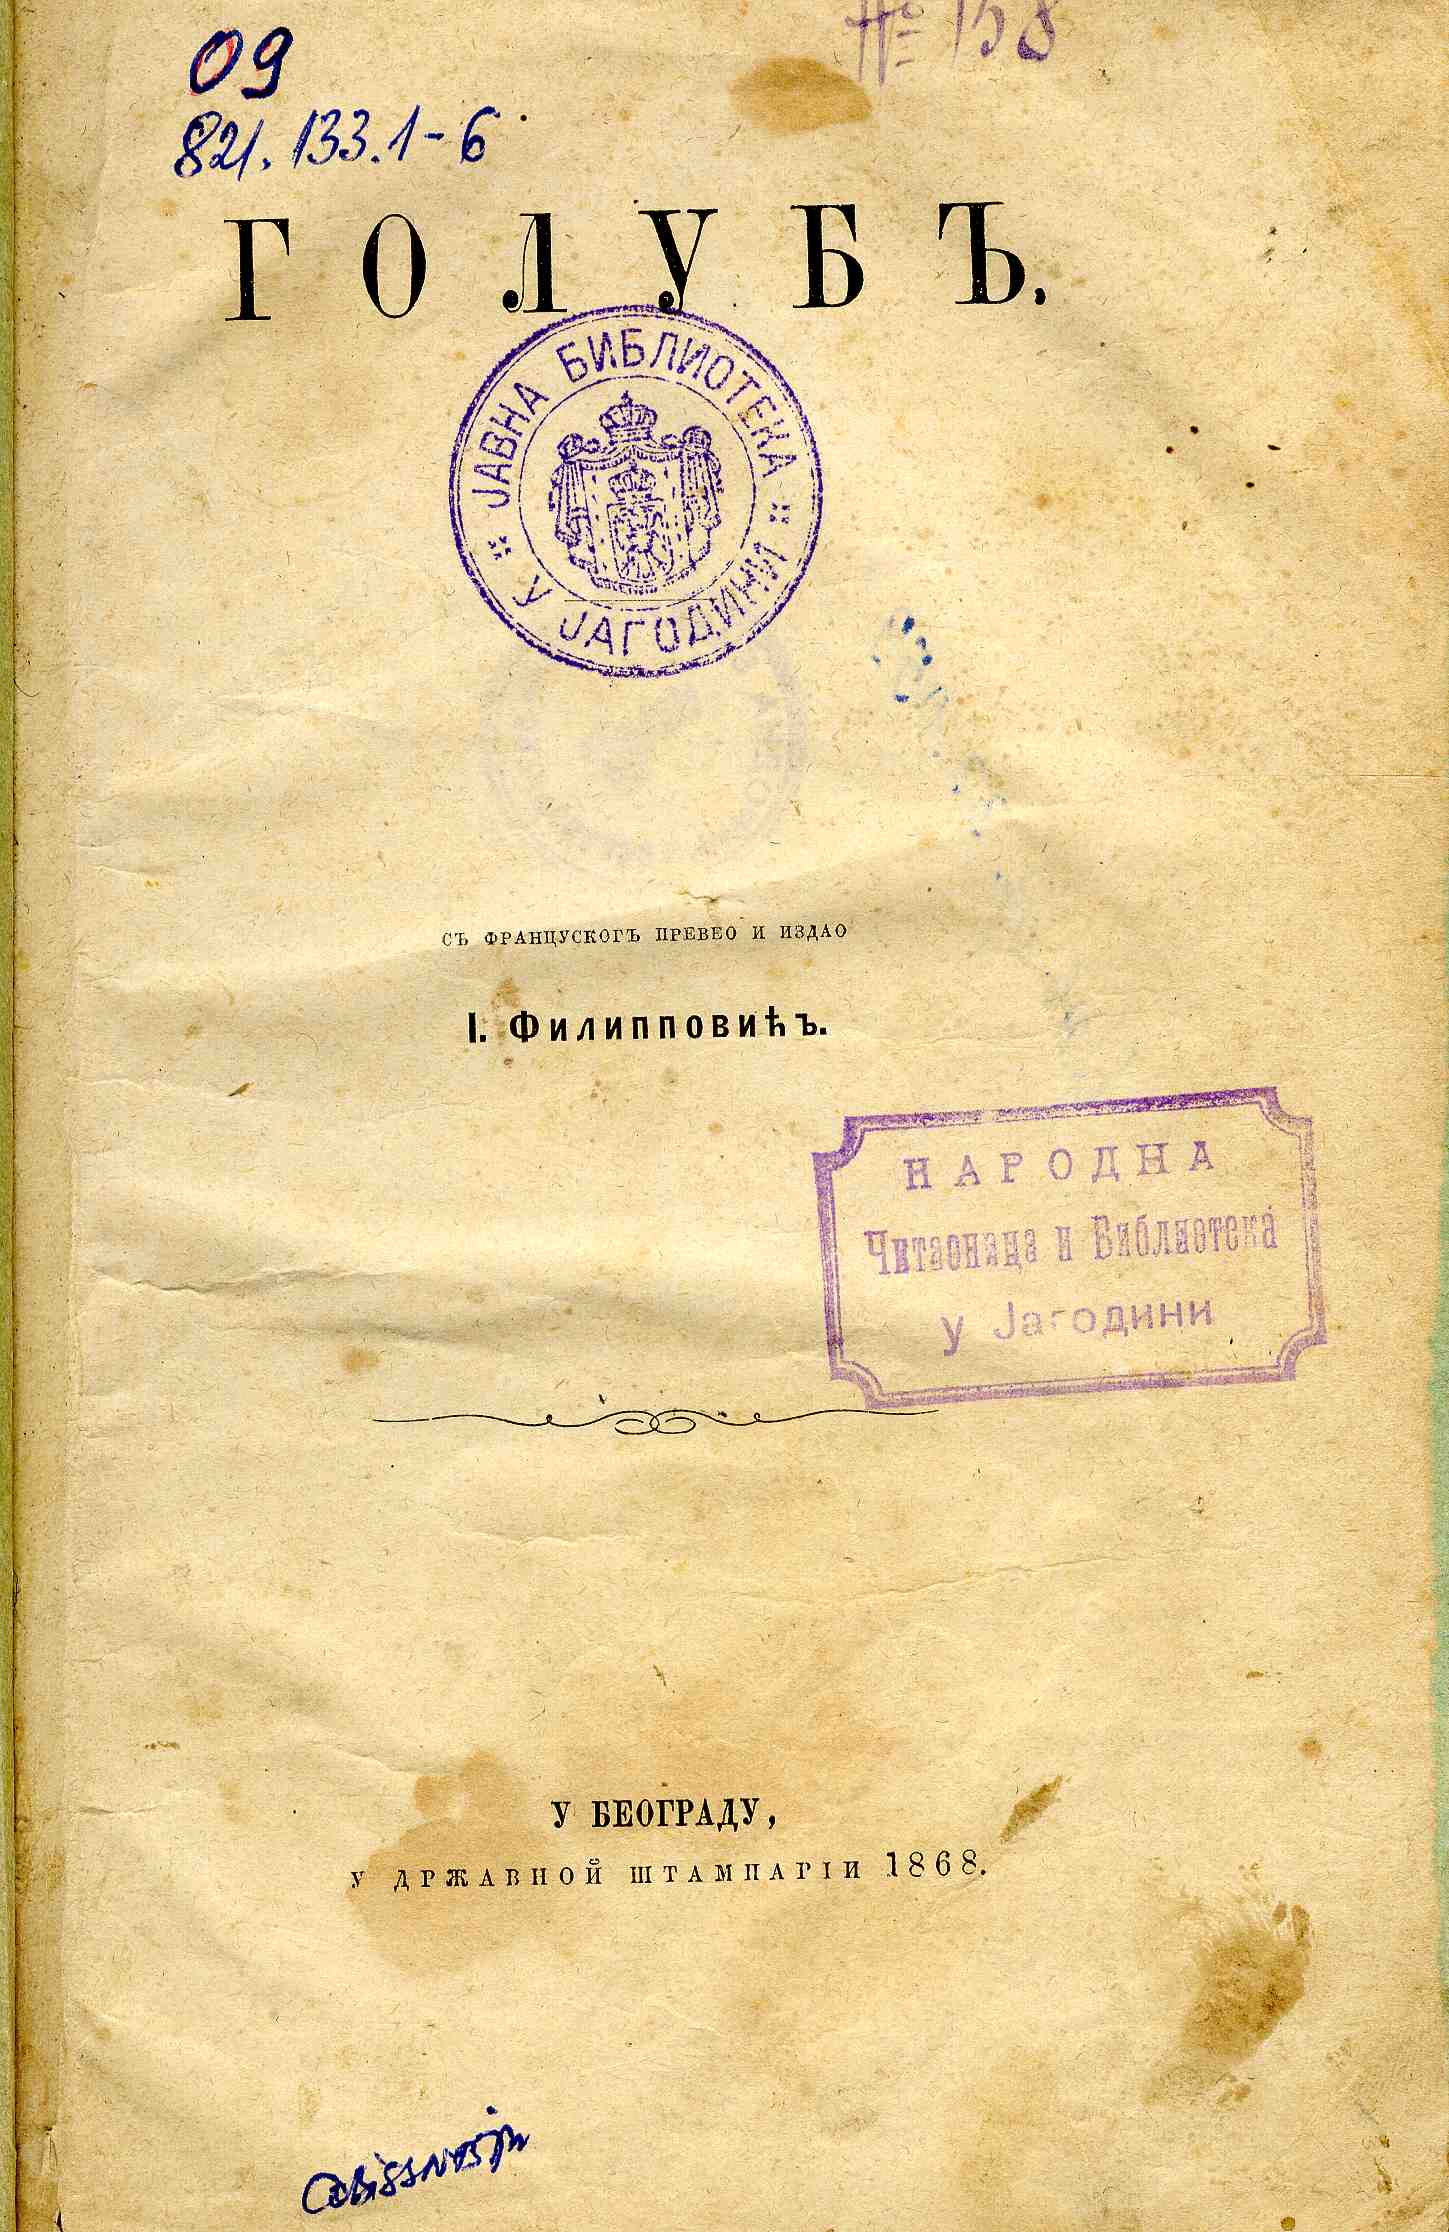 № 158
09
821.133.1-6
ГОЛУБЪ.
ЈАВНА БИБЛИОТЕКА
У ЈАГОДИНИ
СЪ ФРАНЦУСКОГЪ ПРЕВЕО И ИЗДАО
І. Филипповићъ.
НАРОДНА
Читаоница и Библиотека
у Јагодини
У БЕОГРАДУ,
У ДРЖАВНОЙ ШТАМПАРІИ 1868.